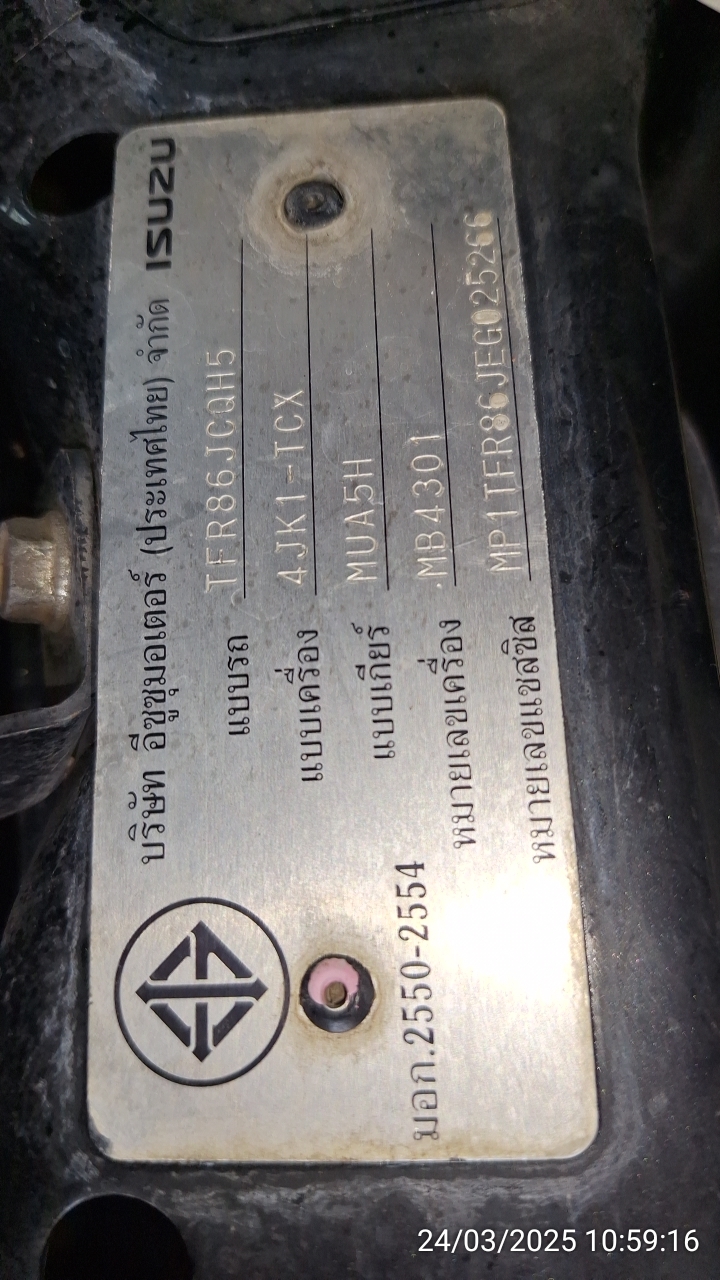 บริษัท อีซูซุมอเตอร์ (ประเทศไทย) จำกัด ISUZU
แบบรถ TFR86JCQH5
แบบเครื่อง 4JK1-TCX
แบบเกียร์ MUA5H
หมายเลขเครื่อง MB4301
หมายเลขแชสซิส MP1TFR86JEG025266
มอก.2550-2554
24/03/2025 10:59:16